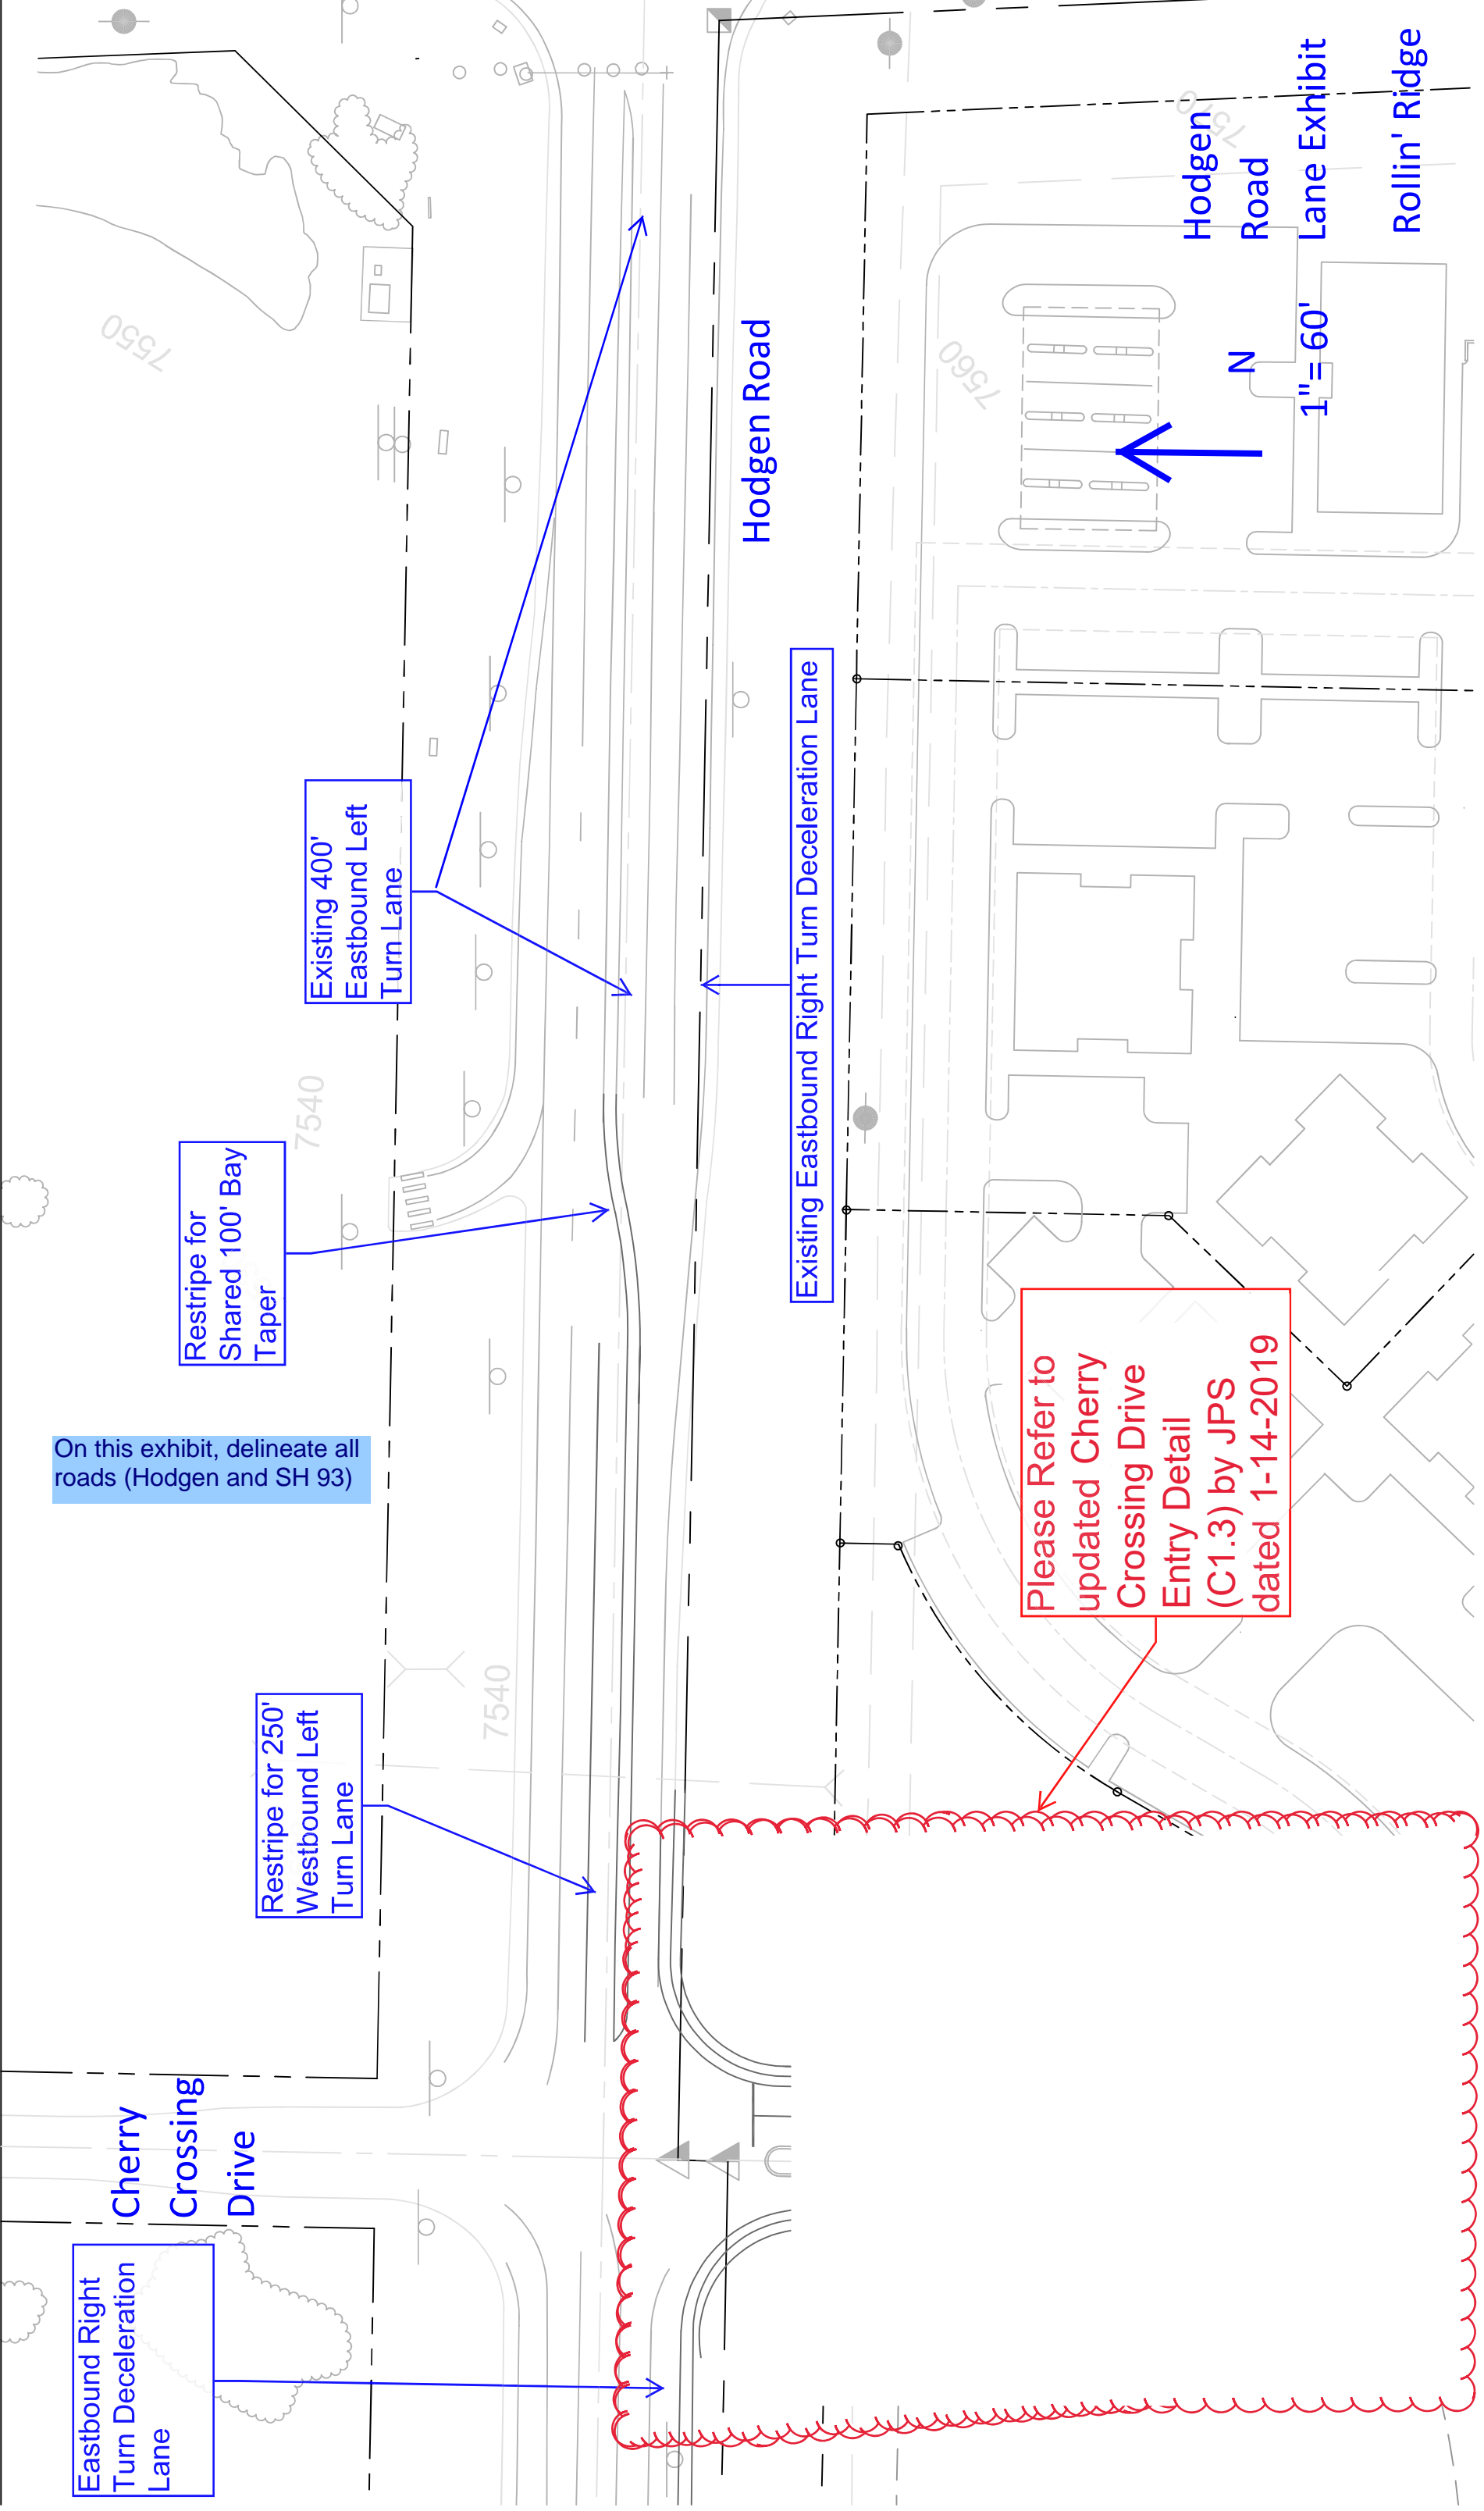 Eastbound Right
Turn Deceleration
Lane
Cherry
Crossing
Drive
Restripe for 250'
Westbound Left
Turn Lane
7540
On this exhibit, delineate all
roads (Hodgen and SH 93)
Restripe for
Shared 100' Bay
Taper
7540
Existing 400'
Eastbound Left
Turn Lane
7550
Hodgen Road
Existing Eastbound Right Turn Deceleration Lane
Please Refer to
updated Cherry
Crossing Drive
Entry Detail
(C1.3) by JPS
dated 1-14-2019
7560
N
1"= 60'
7570
Hodgen
Road
Lane Exhibit
Rollin' Ridge